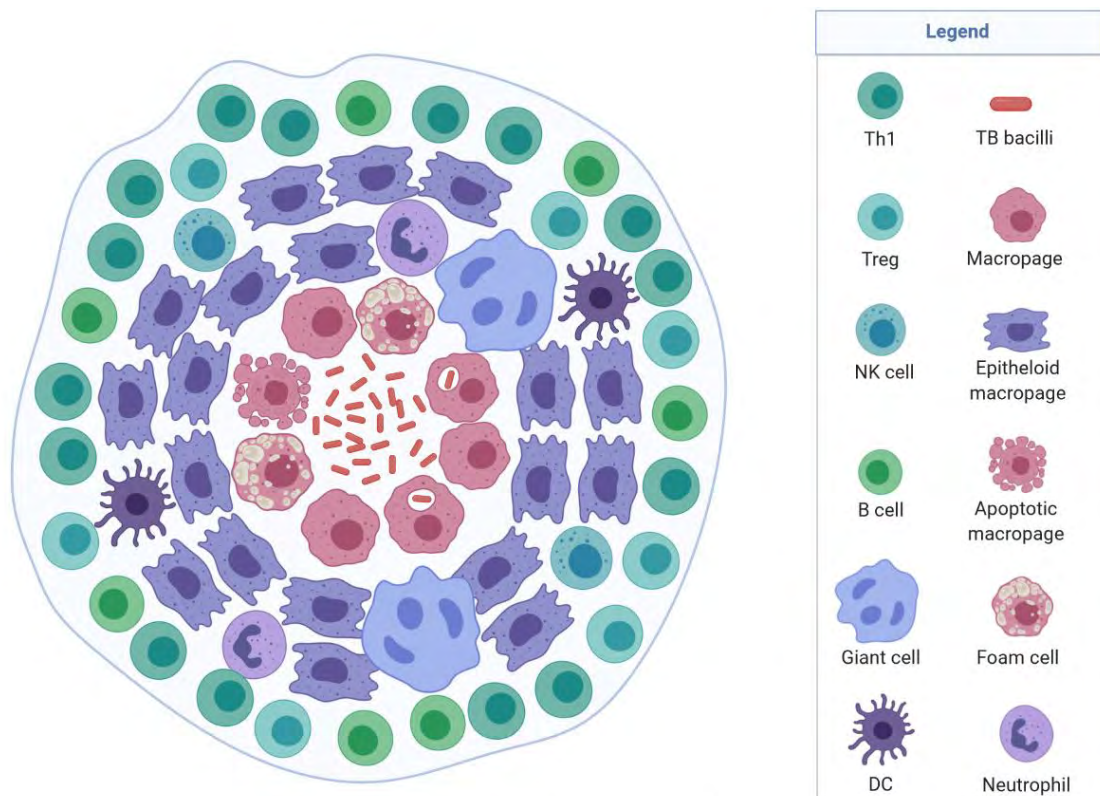 Legend
Th1
TB bacilli
Treg
Macropage
NK cell
Epitheloid
macropage
B cell
Apoptotic
macropage
Giant cell
Foam cell
DC
Neutrophil